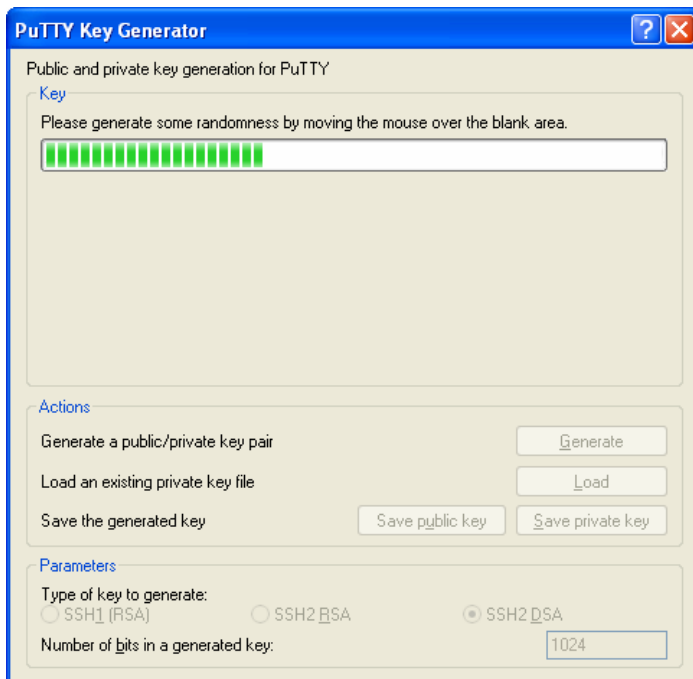 PuTTY Key Generator
Public and private key generation for PuTTY
Key
Please generate some randomness by moving the mouse over the blank area.
Actions
Generate a public/private key pair
Generate
Load an existing private key file
Load
Save the generated key
Save public key
Save private key
Parameters
Type of key to generate:
SSH1 (RSA)
SSH2 RSA
SSH2 DSA
Number of bits in a generated key:
1024